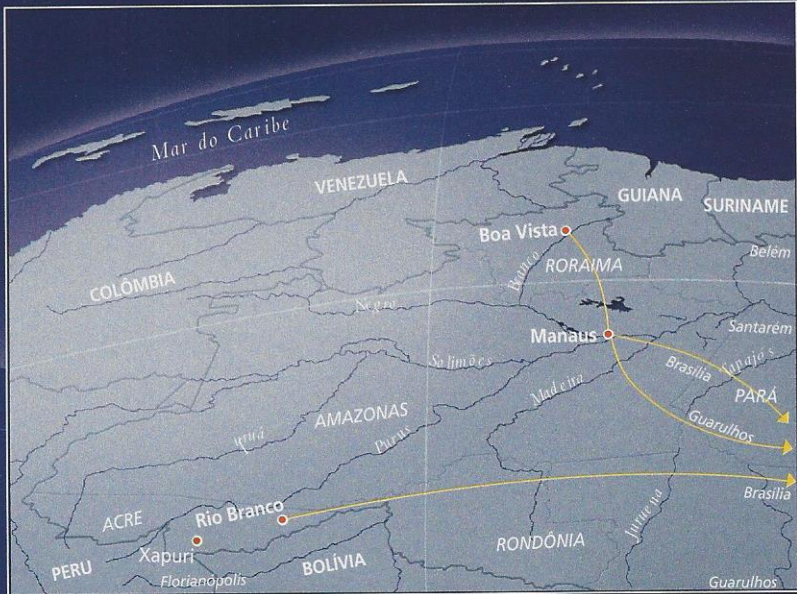 Mar do Caribe
VENEZUELA
GUIANA
SURINAME
Boa Vista
Belém
COLÔMBIA
Branco
RORAIMA
Negro
Manaus
Santarém
Solimões
Brasília
Tapajós
Madeira
PARÁ
AMAZONAS
Guarulhos
Purus
Brasília
Rio Branco
ACRE
Juruena
Xapuri
RONDÔNIA
PERU
BOLÍVIA
Florianópolis
Guarulhos